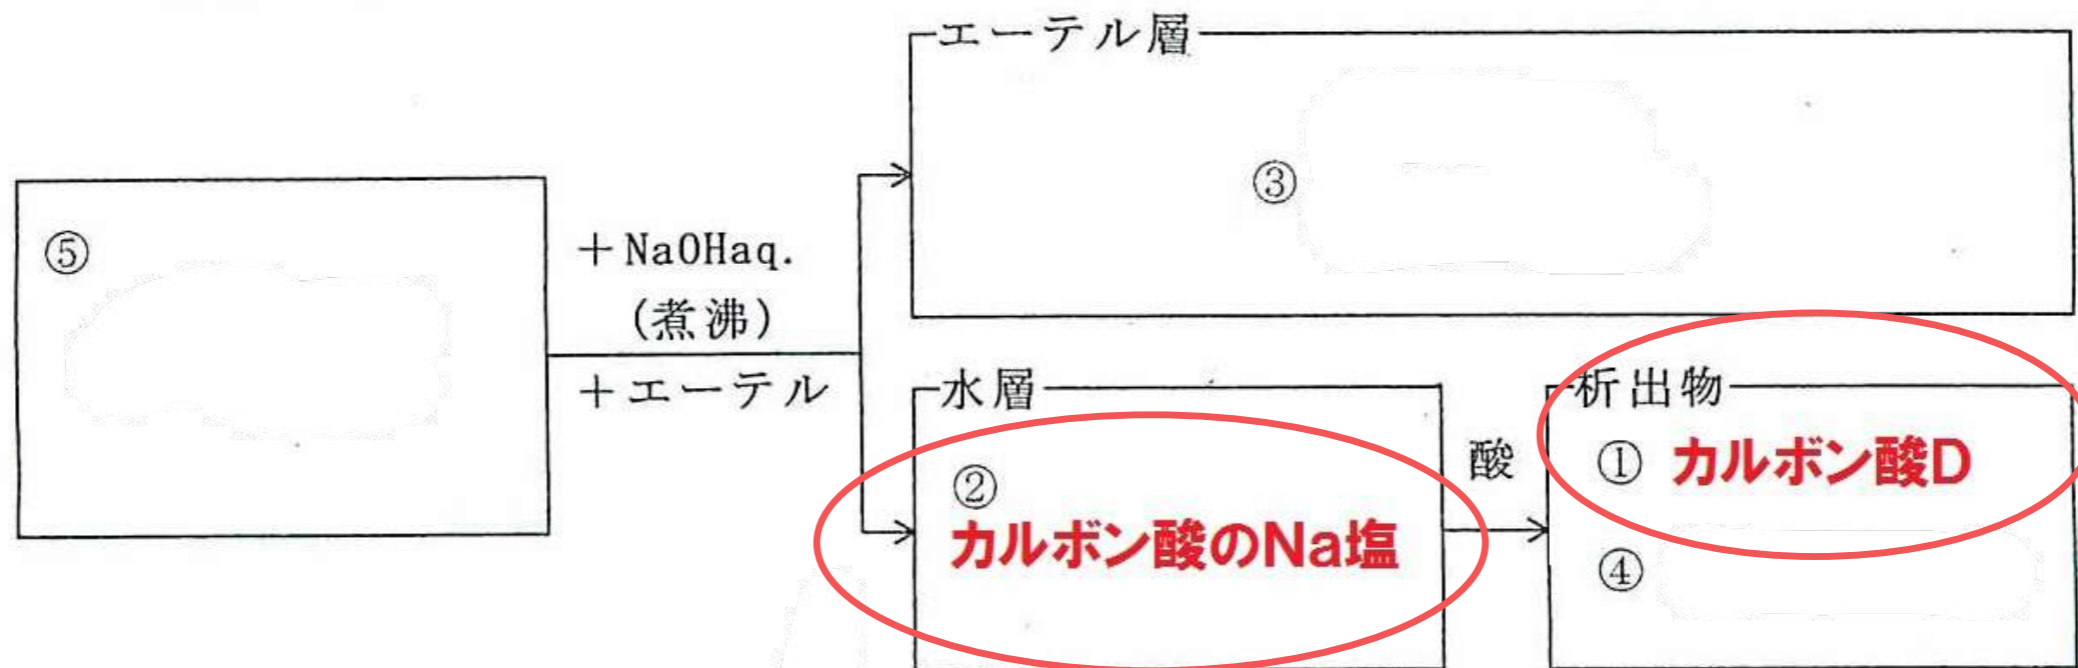 エーテル層
③
⑤
+NaOHaq.
(煮沸)
+エーテル
水層
②
カルボン酸のNa塩
酸
析出物
① カルボン酸D
④